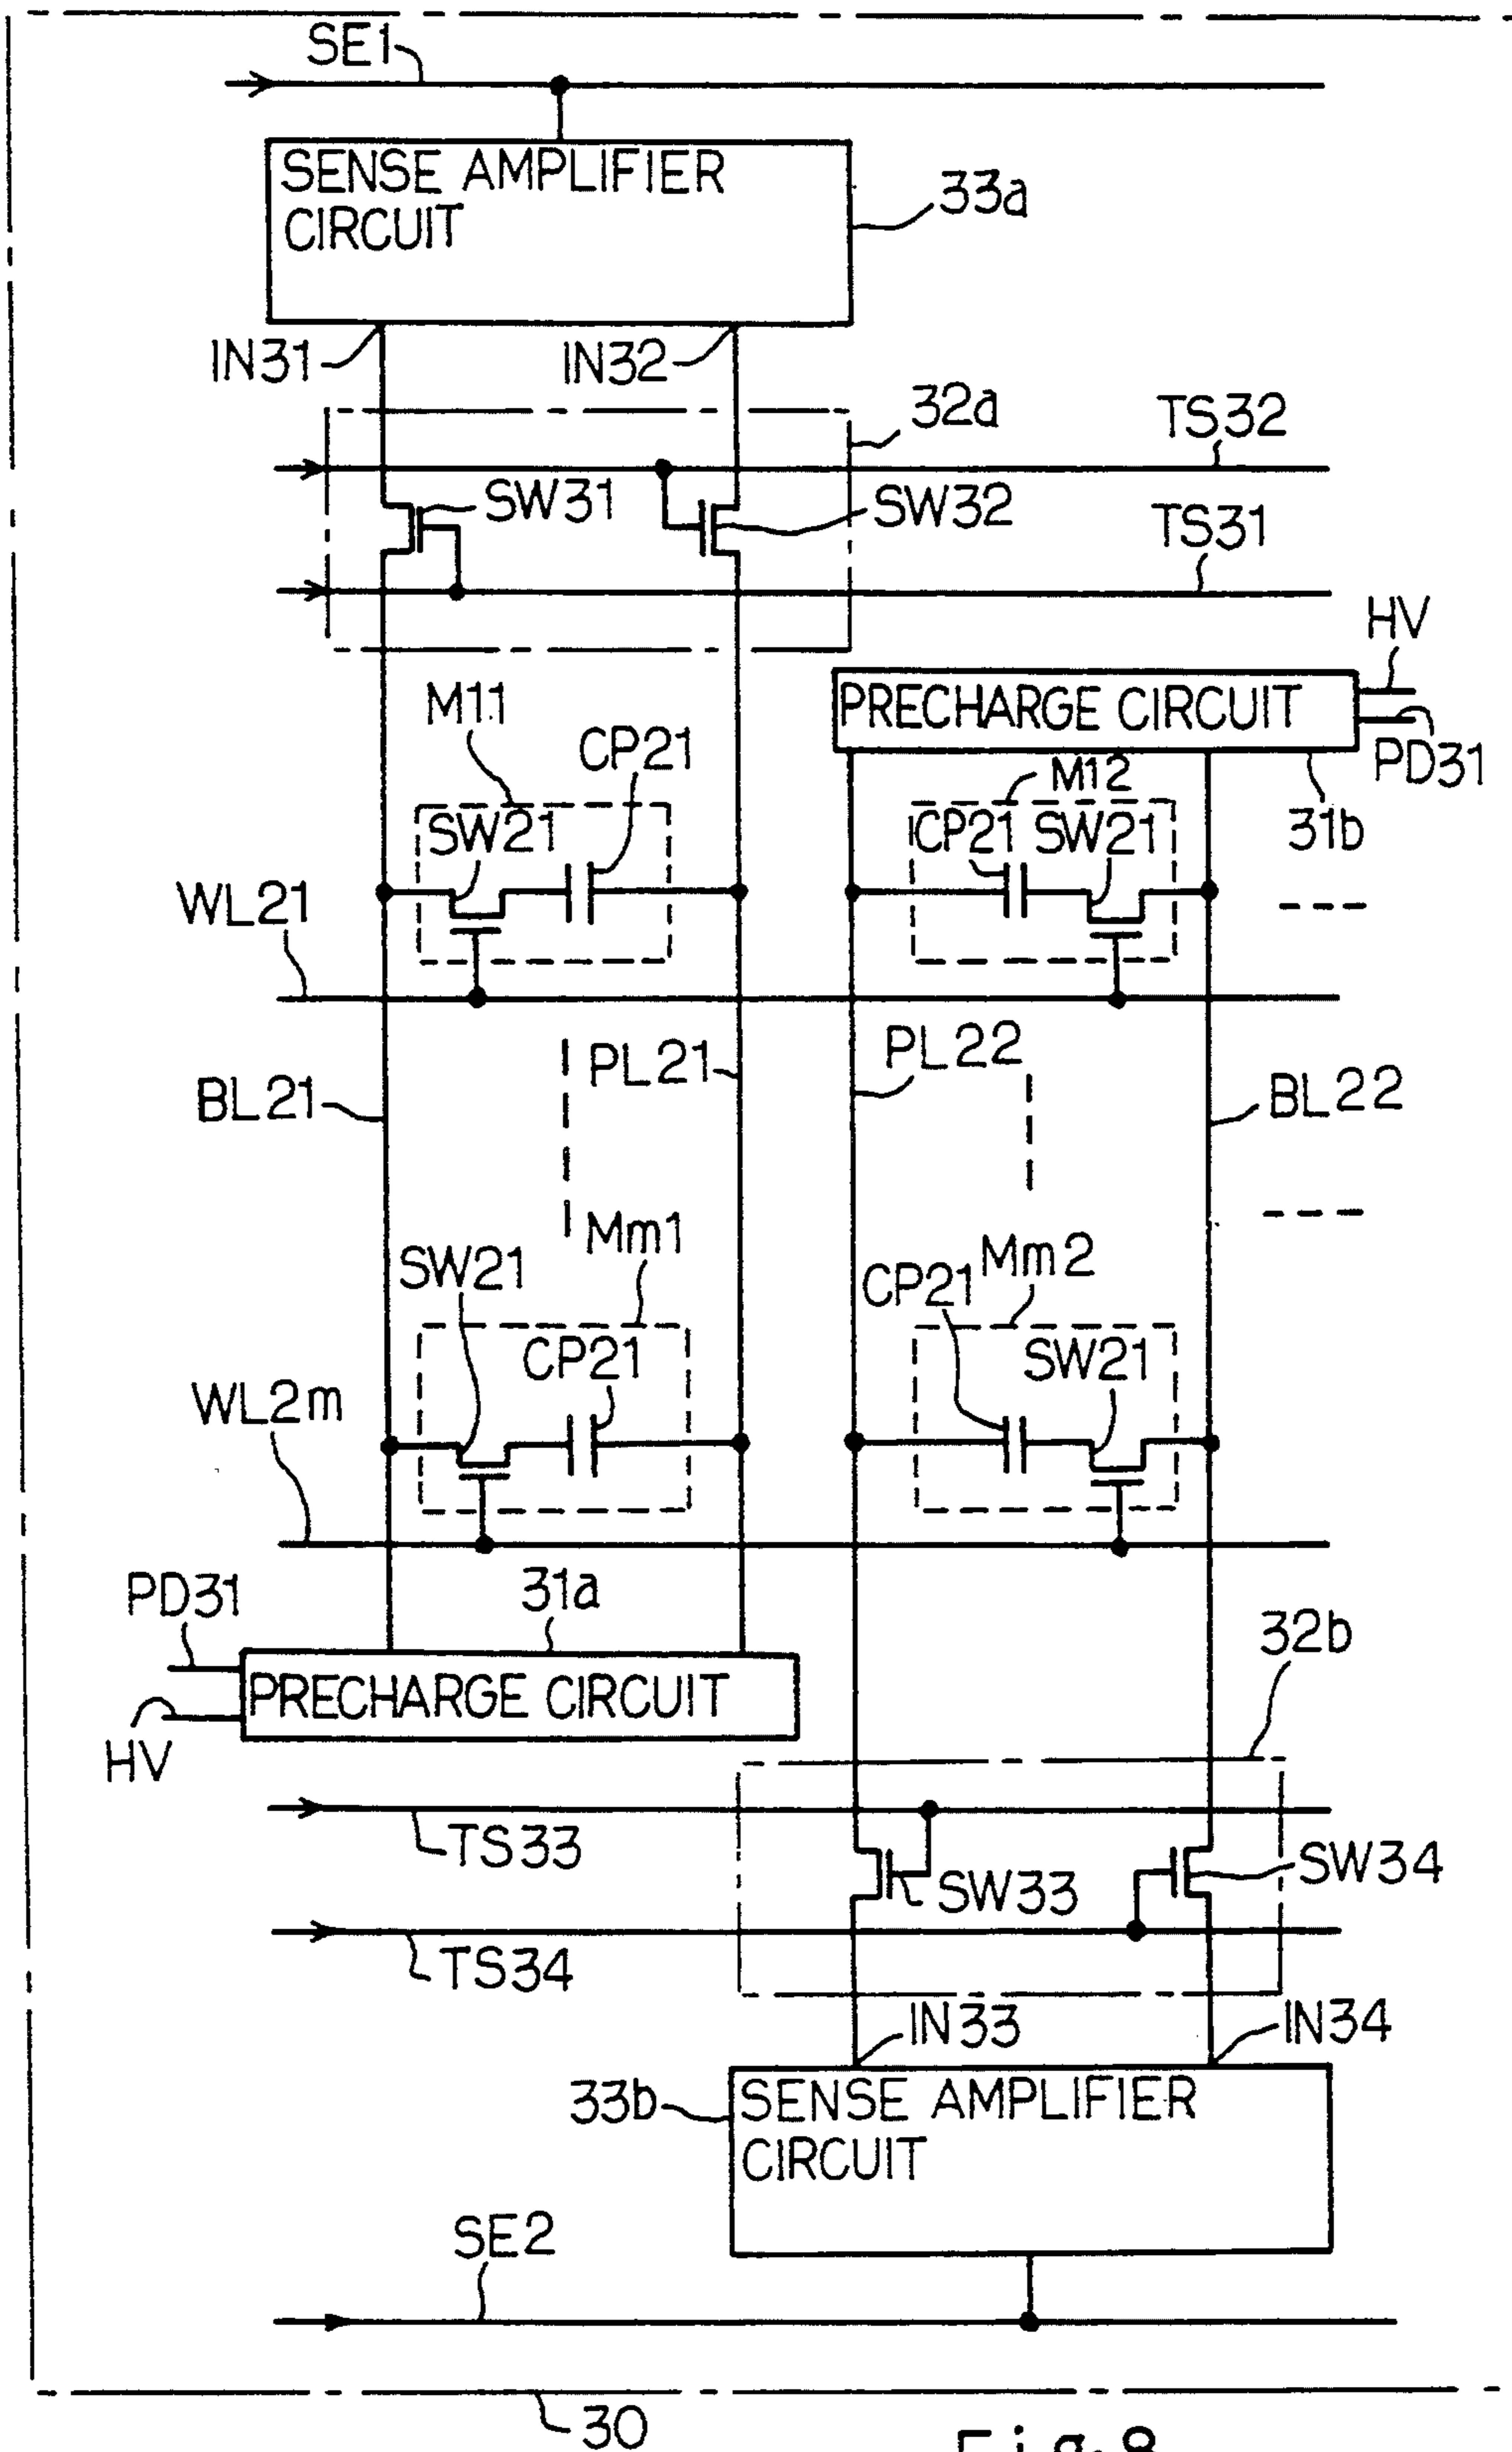 SE1
SENSE AMPLIFIER
CIRCUIT
33a
IN31
IN32
32a
TS32
SW31
SW32
TS31
HV
M11
PRECHARGE CIRCUIT
PD31
CP21
M12
31b
SW21
CP21 SW21
WL21
PL21
PL22
BL21
BL22
Mm1
Mm2
SW21
CP21
CP21
SW21
WL2m
PD31
31a
32b
PRECHARGE CIRCUIT
HV
TS33
SW33
SW34
TS34
IN33
IN34
33b
SENSE AMPLIFIER
CIRCUIT
SE2
30
Fig. 8